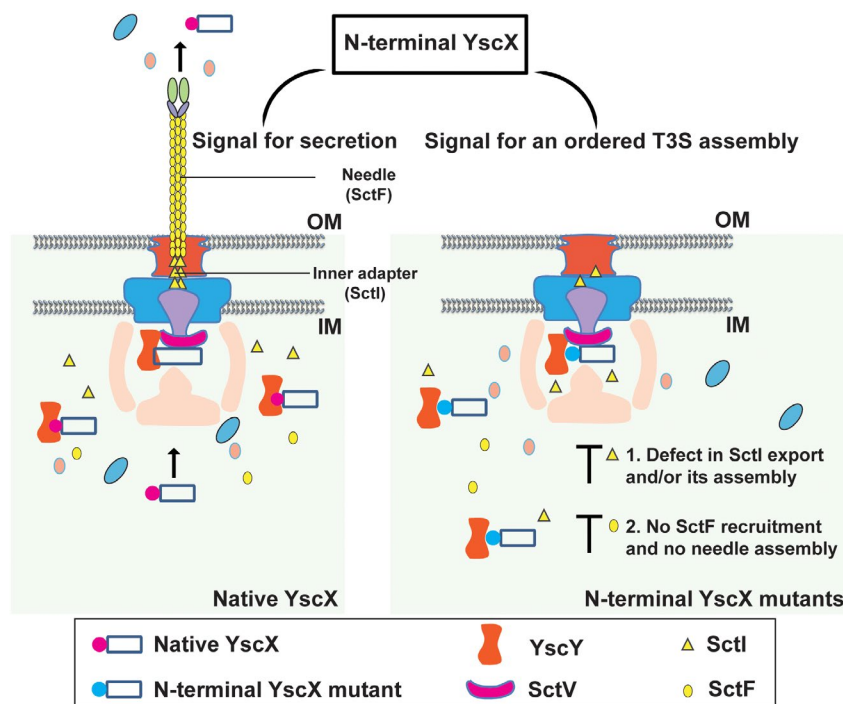 N-terminal YscX
Signal for secretion
Signal for an ordered T3S assembly
Needle
(SctF)
OM
Inner adapter
(SctI)
IM
Native YscX
OM
IM
1. Defect in SctI export
and/or its assembly
2. No SctF recruitment
and no needle assembly
N-terminal YscX mutants
Native YscX
YscY
SctI
N-terminal YscX mutant
SctV
SctF